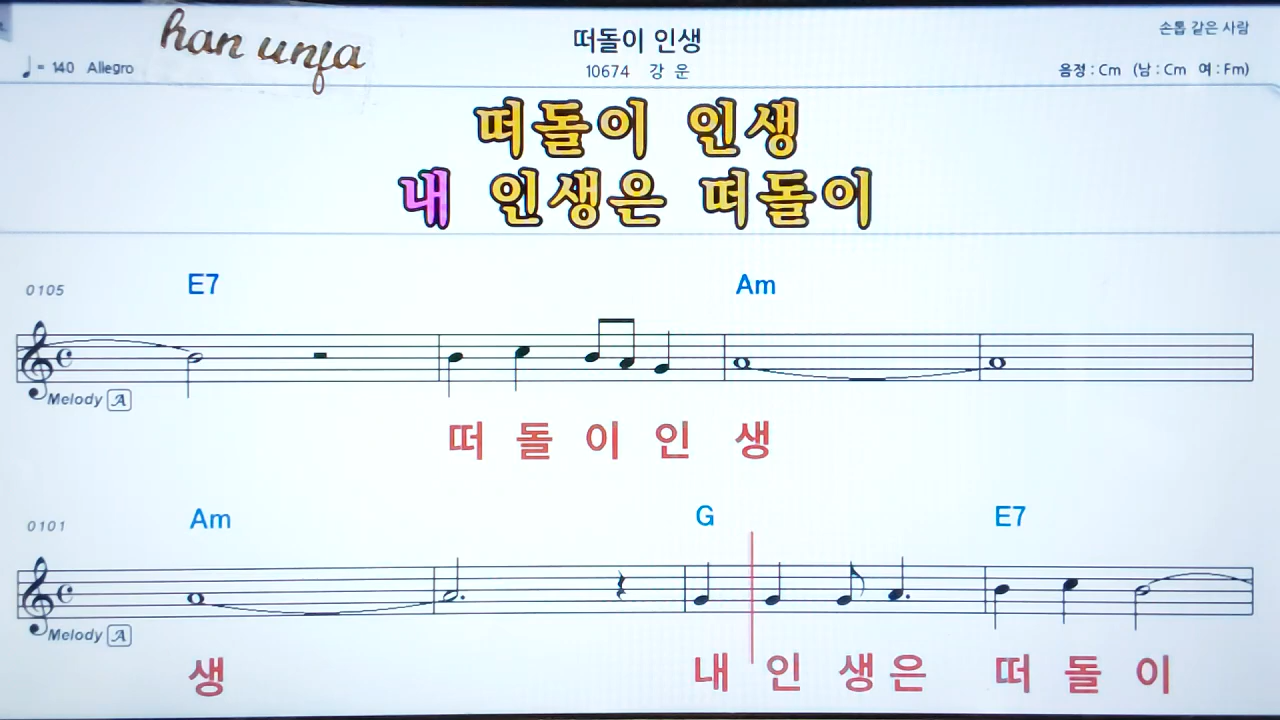 han unja
떠돌이 인생
손톱 같은 사람
♩ = 140 Allegro
10674 강 운
음정 : Cm (남 : Cm 여 : Fm)
떠돌이 인생
내 인생은 떠돌이
0105
E7 Am
Melody A
떠 돌 이 인 생
0101
Am G E7
Melody A
생 내 인 생 은 떠 돌 이